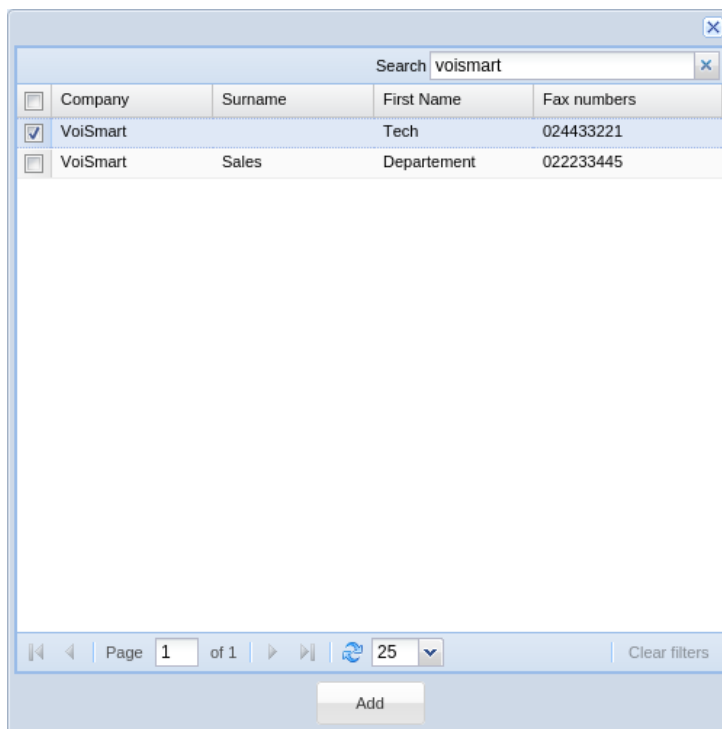 Search voismart
Company Surname First Name Fax numbers
VoiSmart Tech 024433221
VoiSmart Sales Departement 022233445
Page 1 of 1 25 Clear filters
Add